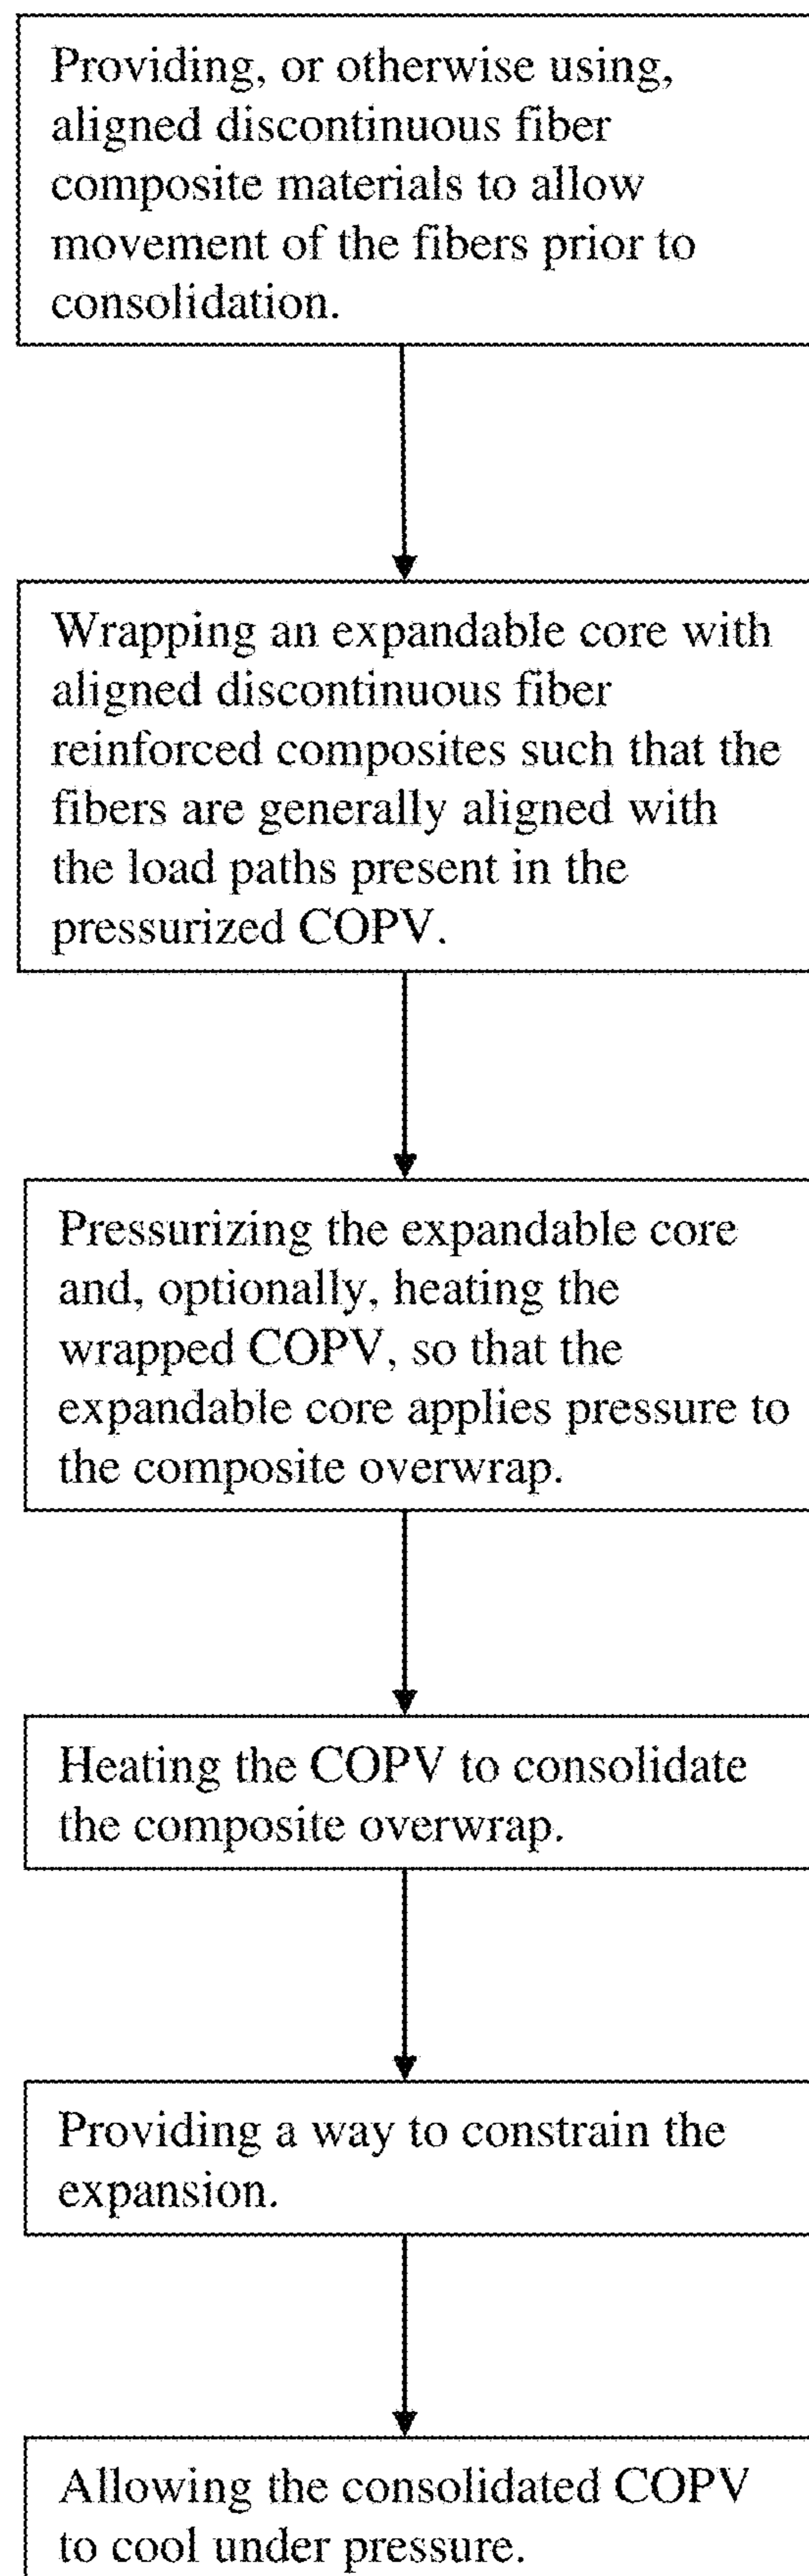 Providing, or otherwise using,
aligned discontinuous fiber
composite materials to allow
movement of the fibers prior to
consolidation.
Wrapping an expandable core with
aligned discontinuous fiber
reinforced composites such that the
fibers are generally aligned with
the load paths present in the
pressurized COPV.
Pressurizing the expandable core
and, optionally, heating the
wrapped COPV, so that the
expandable core applies pressure to
the composite overwrap.
Heating the COPV to consolidate
the composite overwrap.
Providing a way to constrain the
expansion.
Allowing the consolidated COPV
to cool under pressure.